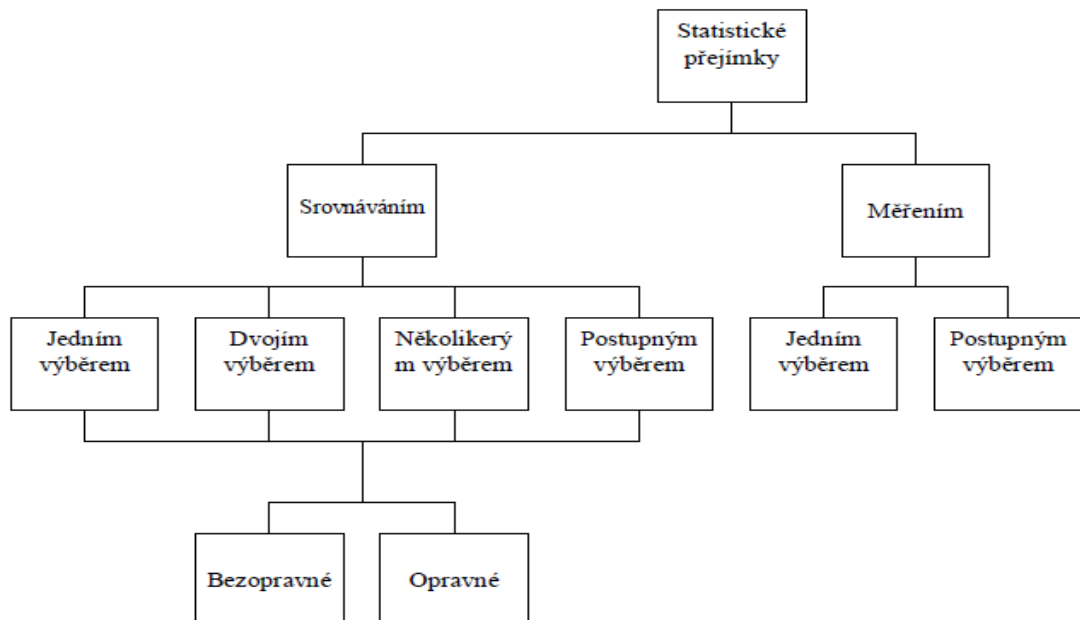 Statistické
přejímky
Srovnáváním
Měřením
Jedním
výběrem
Dvojím
výběrem
Několikerý
m výběrem
Postupným
výběrem
Jedním
výběrem
Postupným
výběrem
Bezopravné
Opravné